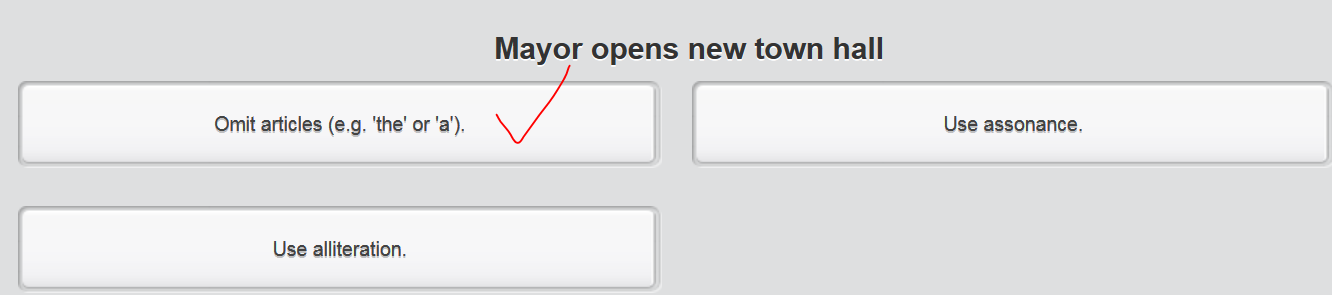 Mayor opens new town hall
Omit articles (e.g. 'the' or 'a').
Use assonance.
Use alliteration.